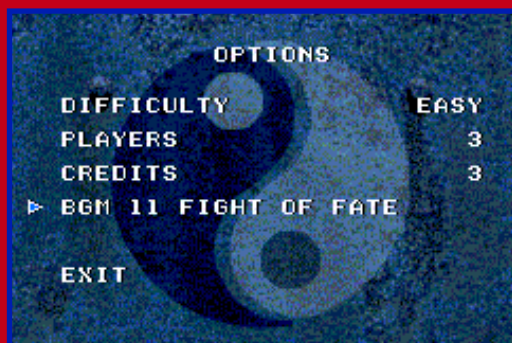 OPTIONS
DIFFICULTY EASY
PLAYERS 3
CREDITS 3
BGM 11 FIGHT OF FATE
EXIT